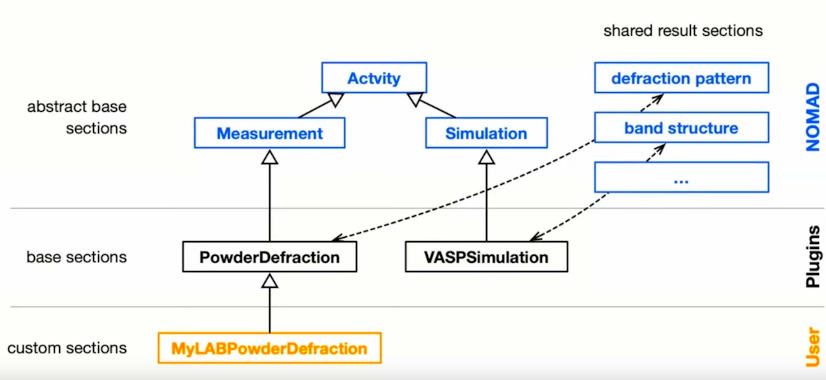 shared result sections
Actvity
defraction pattern
abstract base
sections
Measurement
Simulation
band structure
...
NOMAD
base sections
PowderDefraction
VASPSimulation
Plugins
custom sections
MyLABPowderDefraction
User